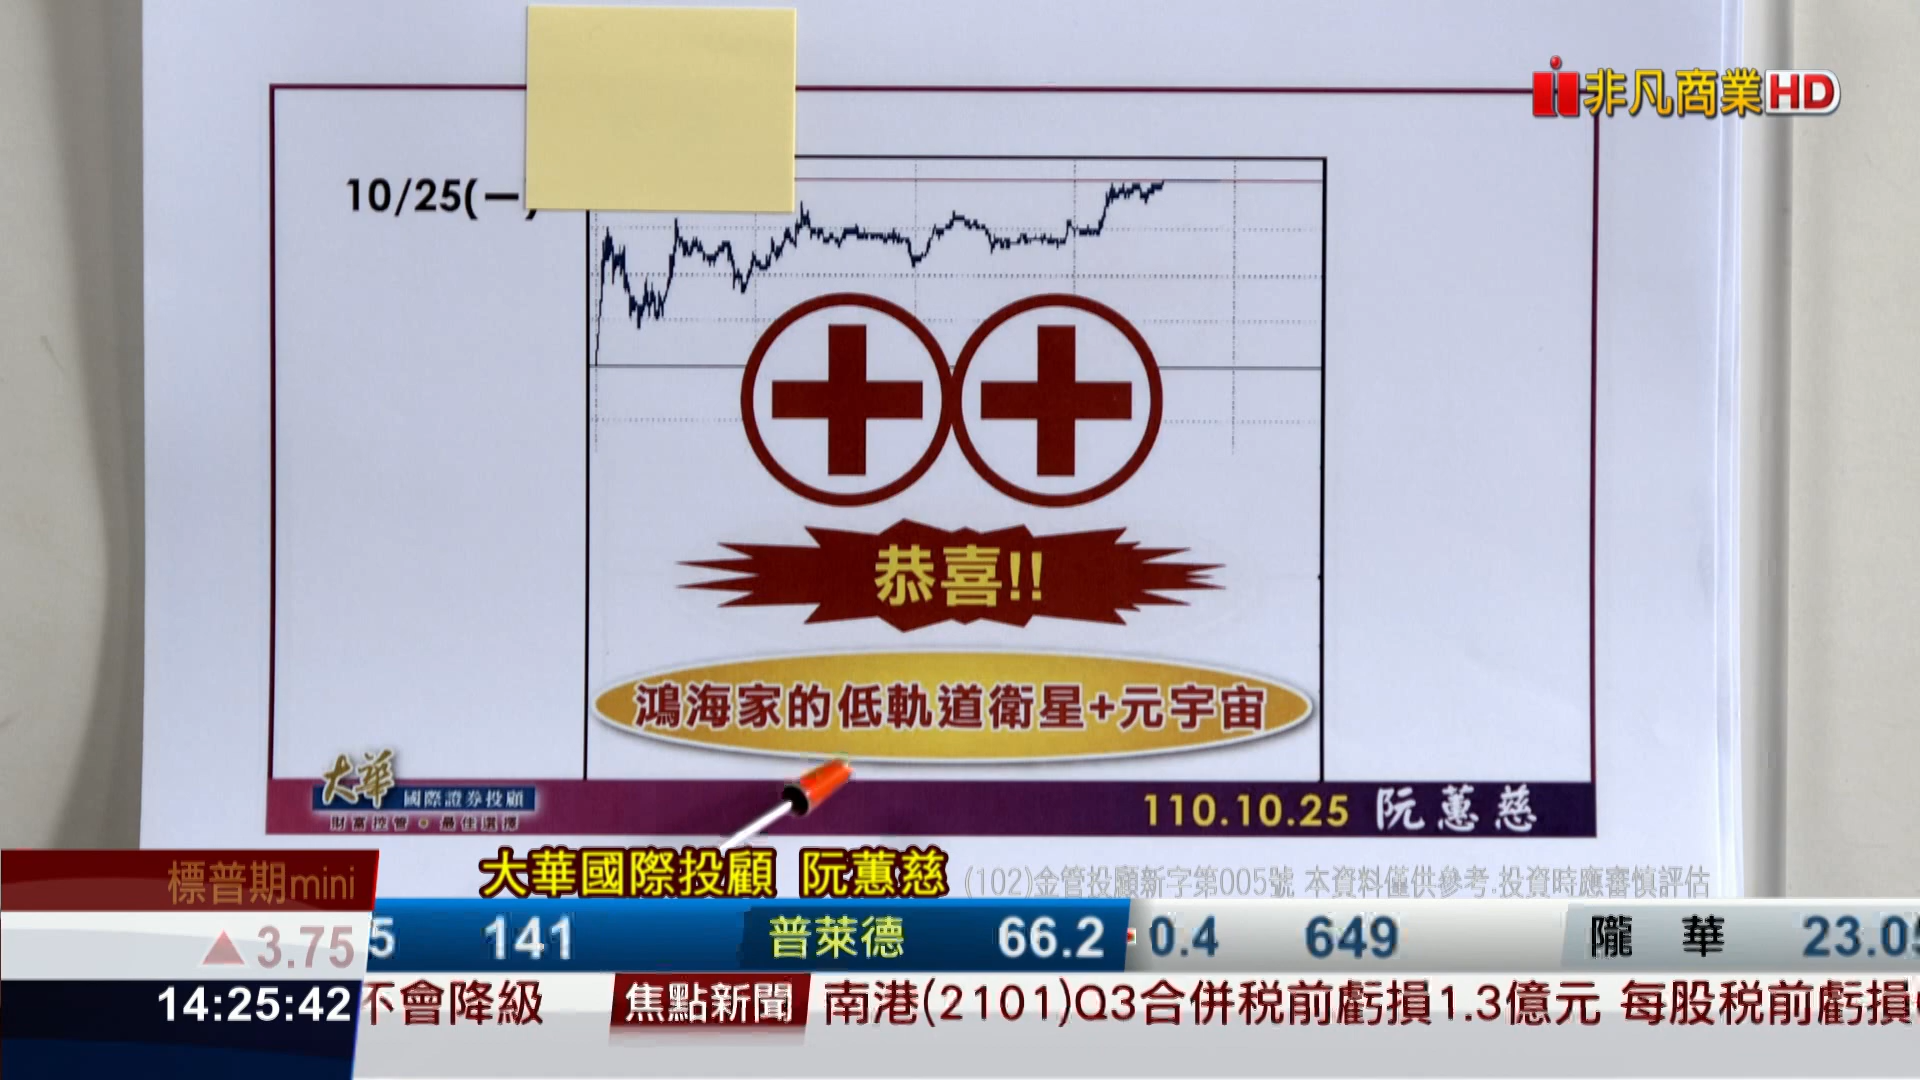 非凡商業HD
10/25(一)
恭喜!!
鴻海家的低軌道衛星+元宇宙
大華 國際證券投顧
財富控管 • 最佳選擇
110.10.25 阮蕙慈
標普期mini
大華國際投顧 阮蕙慈
(102)金管投顧新字第005號 本資料僅供參考.投資時應審慎評估
▲3.75
5 141 普萊德 66.2 0.4 649 隴華 23.05
14:25:42
不會降級 焦點新聞 南港(2101)Q3合併稅前虧損1.3億元 每股稅前虧損